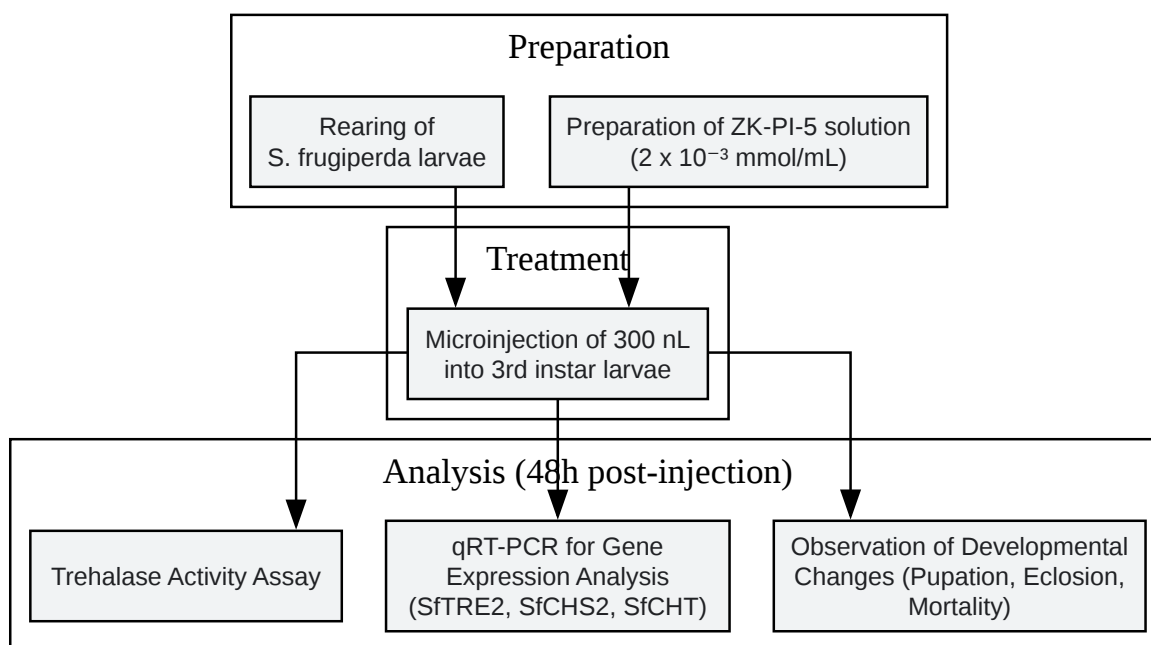 Preparation
Rearing of
S. frugiperda larvae
Preparation of ZK-PI-5 solution
(2 x 10⁻³ mmol/mL)
Treatment
Microinjection of 300 nL
into 3rd instar larvae
Analysis (48h post-injection)
Trehalase Activity Assay
qRT-PCR for Gene
Expression Analysis
(SfTRE2, SfCHS2, SfCHT)
Observation of Developmental
Changes (Pupation, Eclosion,
Mortality)